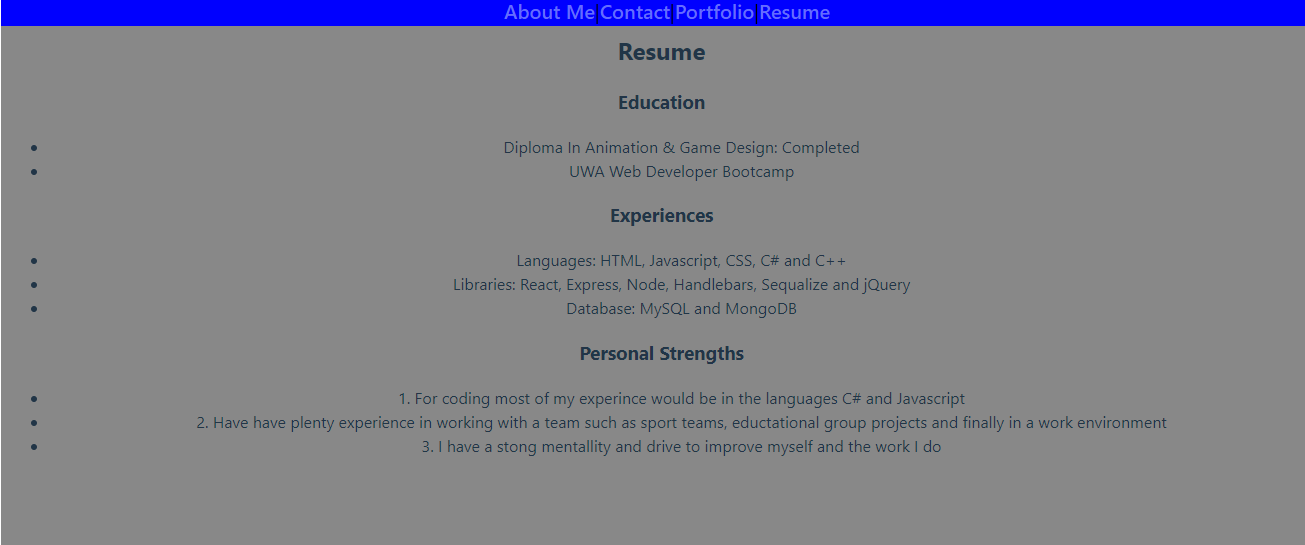 About Me|Contact|Portfolio|Resume
Resume
Education
• Diploma In Animation & Game Design: Completed
• UWA Web Developer Bootcamp
Experiences
• Languages: HTML, Javascript, CSS, C# and C++
• Libraries: React, Express, Node, Handlebars, Sequalize and jQuery
• Database: MySQL and MongoDB
Personal Strengths
• 1. For coding most of my experince would be in the languages C# and Javascript
• 2. Have have plenty experience in working with a team such as sport teams, eductational group projects and finally in a work environment
• 3. I have a stong mentallity and drive to improve myself and the work I do